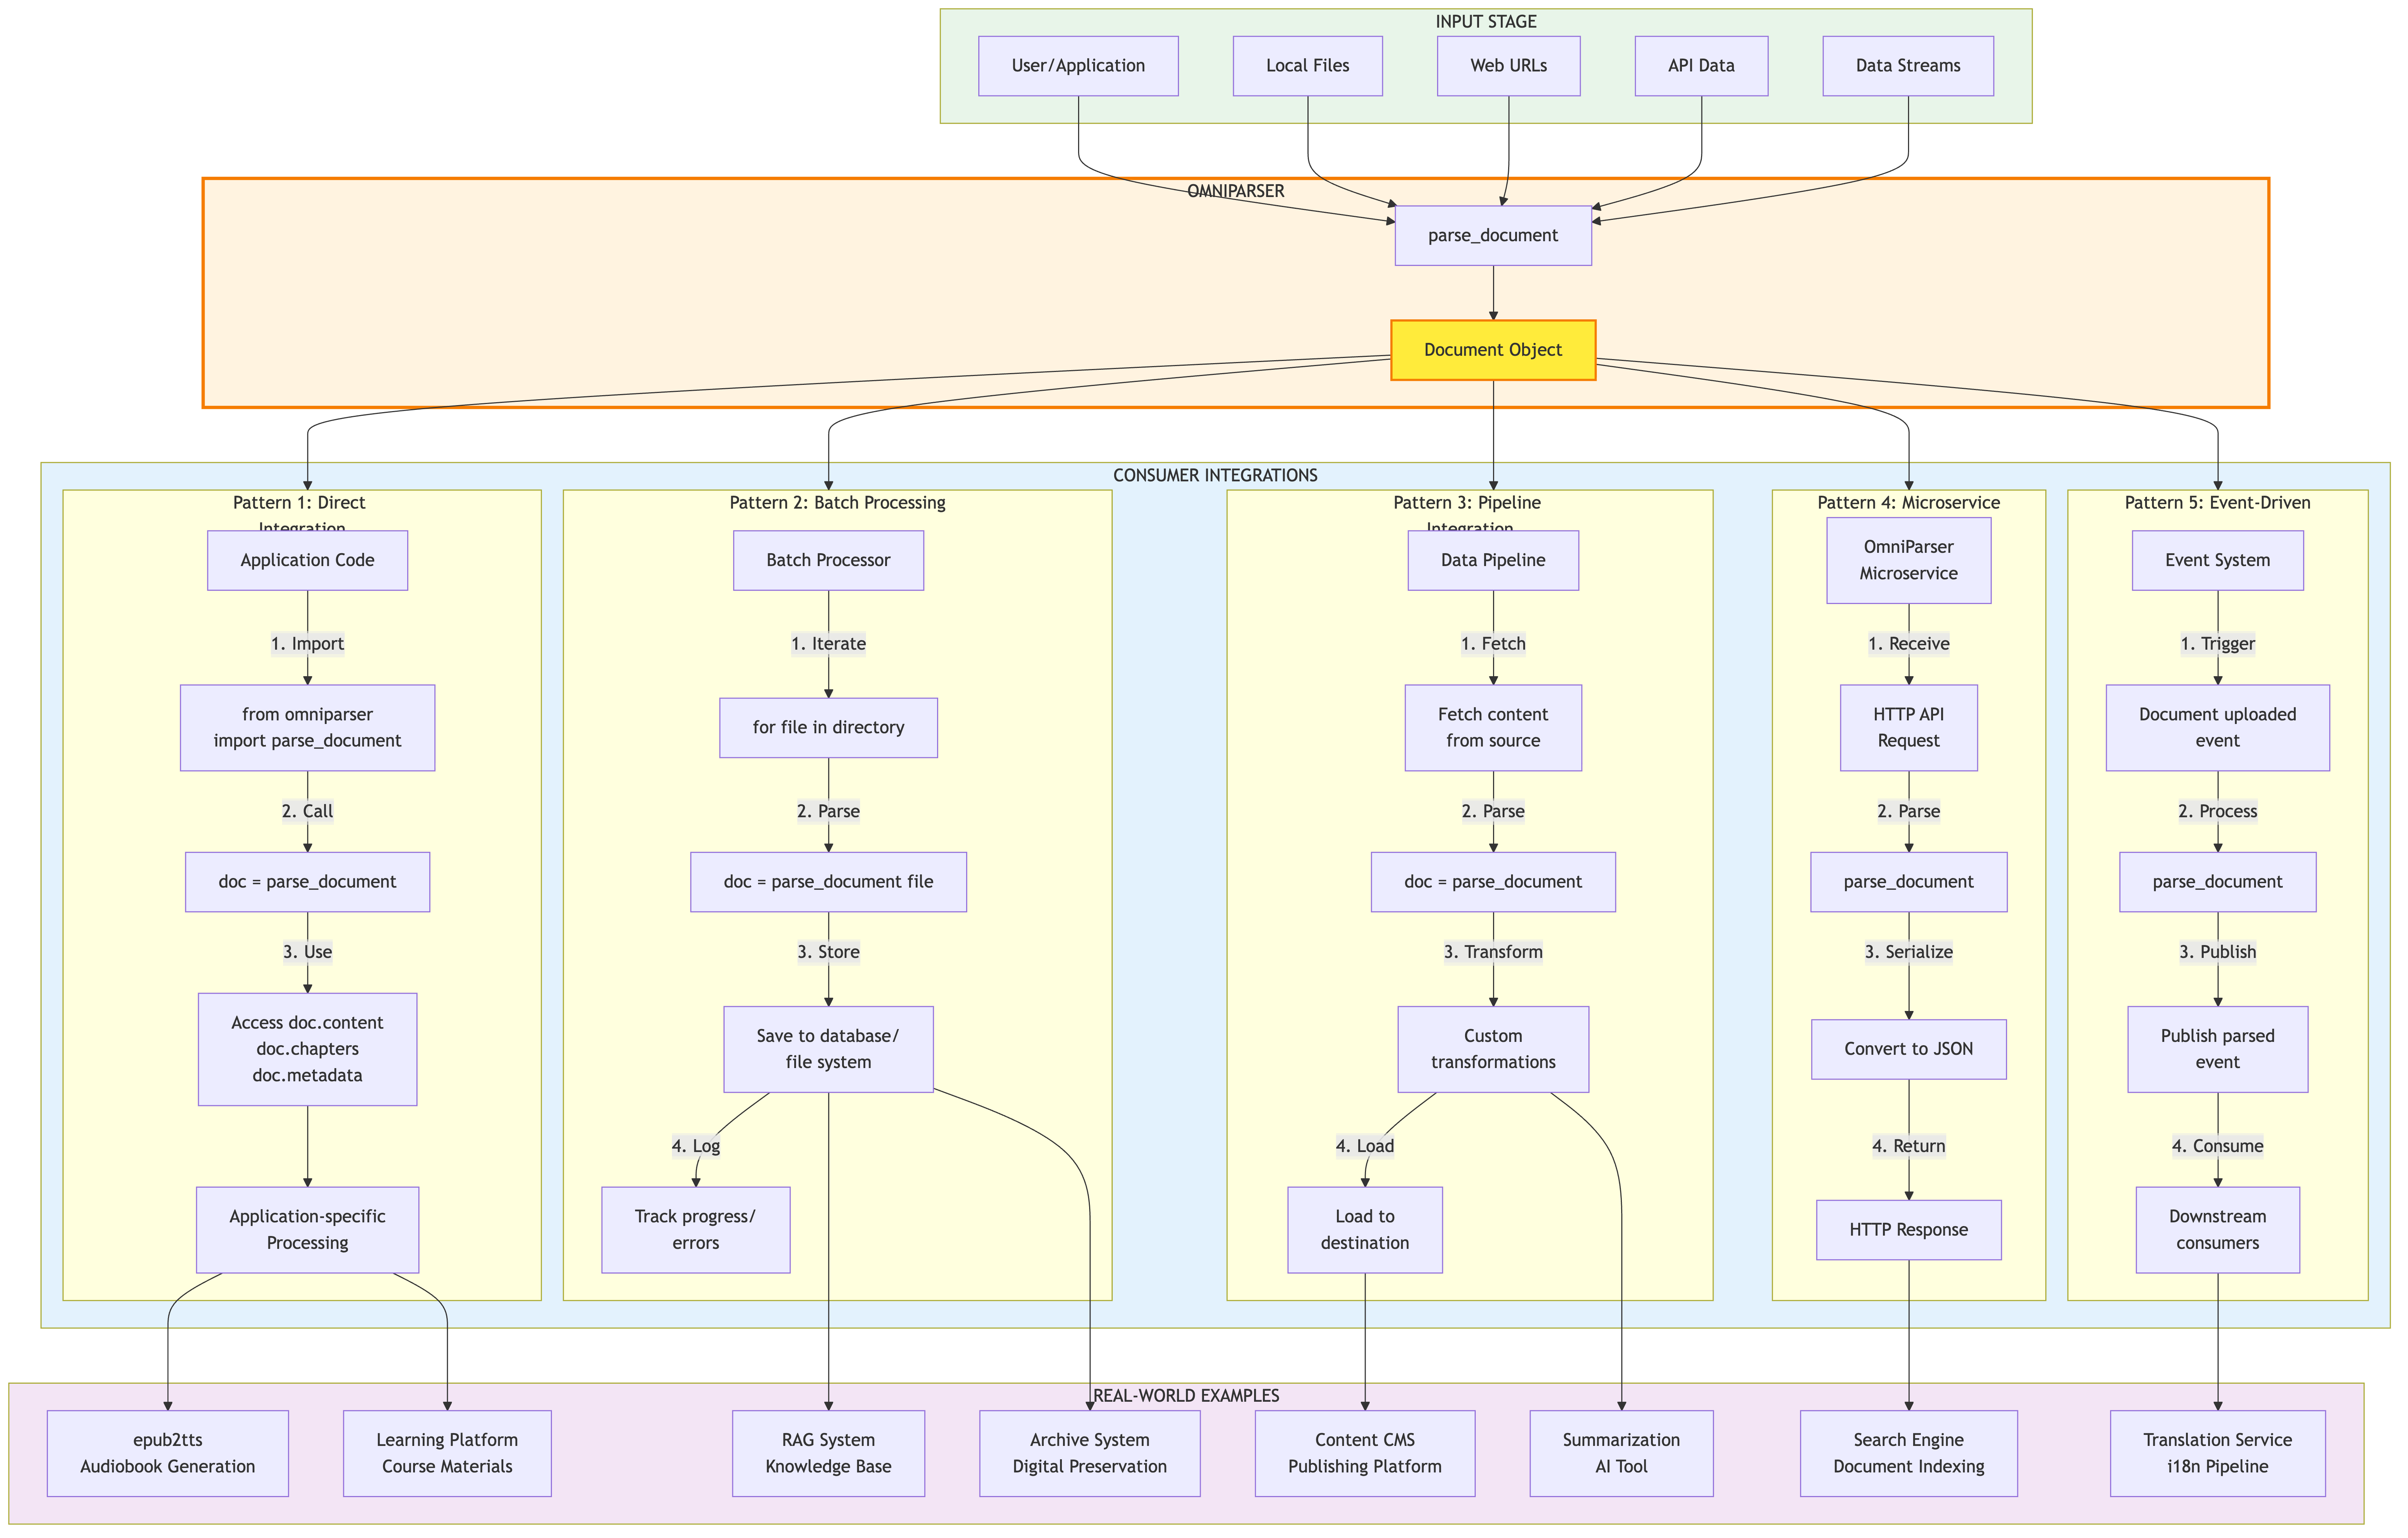 INPUT STAGE
User/Application
Local Files
Web URLs
API Data
Data Streams
OMNIPARSER
parse_document
Document Object
CONSUMER INTEGRATIONS
Pattern 1: Direct
Integration
Application Code
1. Import
from omniparser
import parse_document
2. Call
doc = parse_document
3. Use
Access doc.content
doc.chapters
doc.metadata
Application-specific
Processing
Pattern 2: Batch Processing
Batch Processor
1. Iterate
for file in directory
2. Parse
doc = parse_document file
3. Store
Save to database/
file system
4. Log
Track progress/
errors
Pattern 3: Pipeline
Integration
Data Pipeline
1. Fetch
Fetch content
from source
2. Parse
doc = parse_document
3. Transform
Custom
transformations
4. Load
Load to
destination
Pattern 4: Microservice
OmniParser
Microservice
1. Receive
HTTP API
Request
2. Parse
parse_document
3. Serialize
Convert to JSON
4. Return
HTTP Response
Pattern 5: Event-Driven
Event System
1. Trigger
Document uploaded
event
2. Process
parse_document
3. Publish
Publish parsed
event
4. Consume
Downstream
consumers
REAL-WORLD EXAMPLES
epub2tts
Audiobook Generation
Learning Platform
Course Materials
RAG System
Knowledge Base
Archive System
Digital Preservation
Content CMS
Publishing Platform
Summarization
AI Tool
Search Engine
Document Indexing
Translation Service
i18n Pipeline